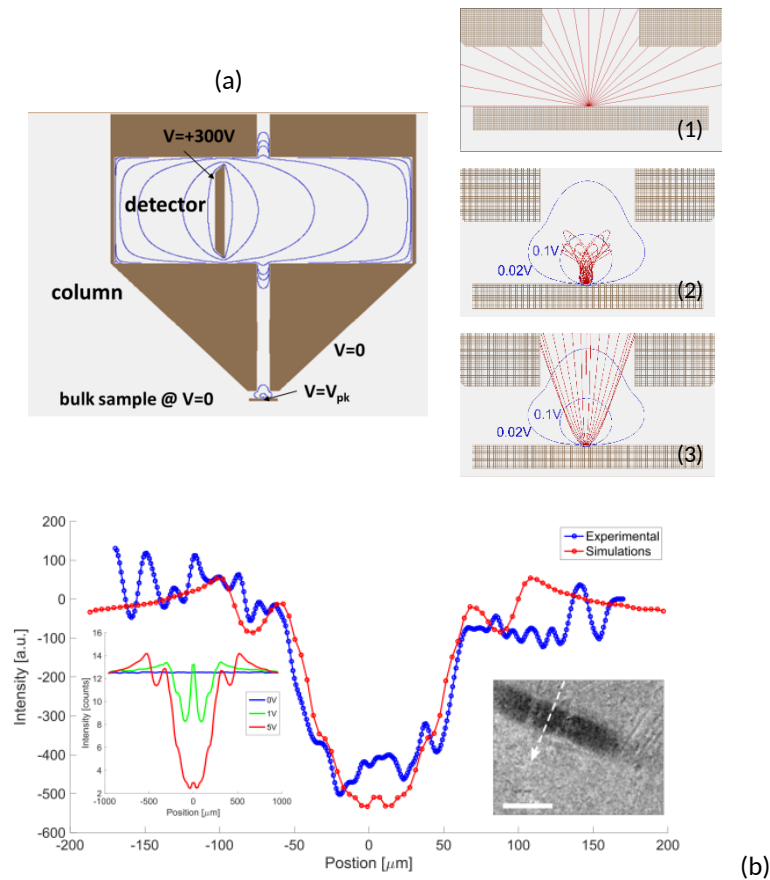 (a)
V=+300V
detector
column
V=0
bulk sample @ V=0
V=Vpk
(1)
0.1V
0.02V
(2)
0.1V
0.02V
(3)
200
100
0
-100
-200
-300
-400
-500
-600
Intensity [a.u.]
-200
-150
-100
-50
0
50
100
150
200
Postion [µm]
Experimental
Simulations
16
14
12
10
8
6
4
2
Intensity [counts]
-1000
-500
0
500
1000
Position [µm]
0V
1V
5V
(b)